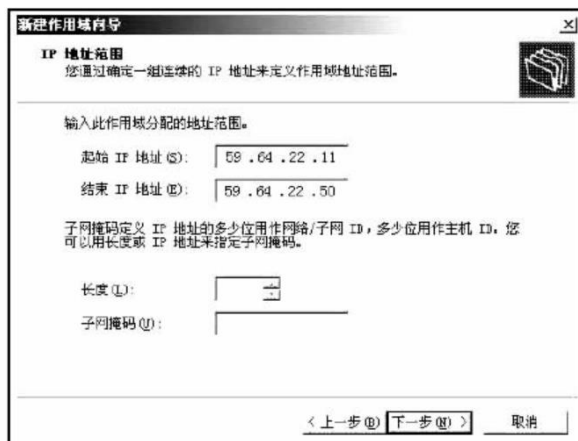 新建作用域向导
IP 地址范围
您通过确定一组连续的 IP 地址来定义作用域地址范围。
输入此作用域分配的地址范围。
起始 IP 地址(S): 59 .64 .22 .11
结束 IP 地址(E): 59 .64 .22 .50
子网掩码定义 IP 地址的多少位用作网络/子网 ID，多少位用作主机 ID。您
可以用长度或 IP 地址来指定子网掩码。
长度(L):
子网掩码(U):
< 上一步(B) 下一步(N) > 取消